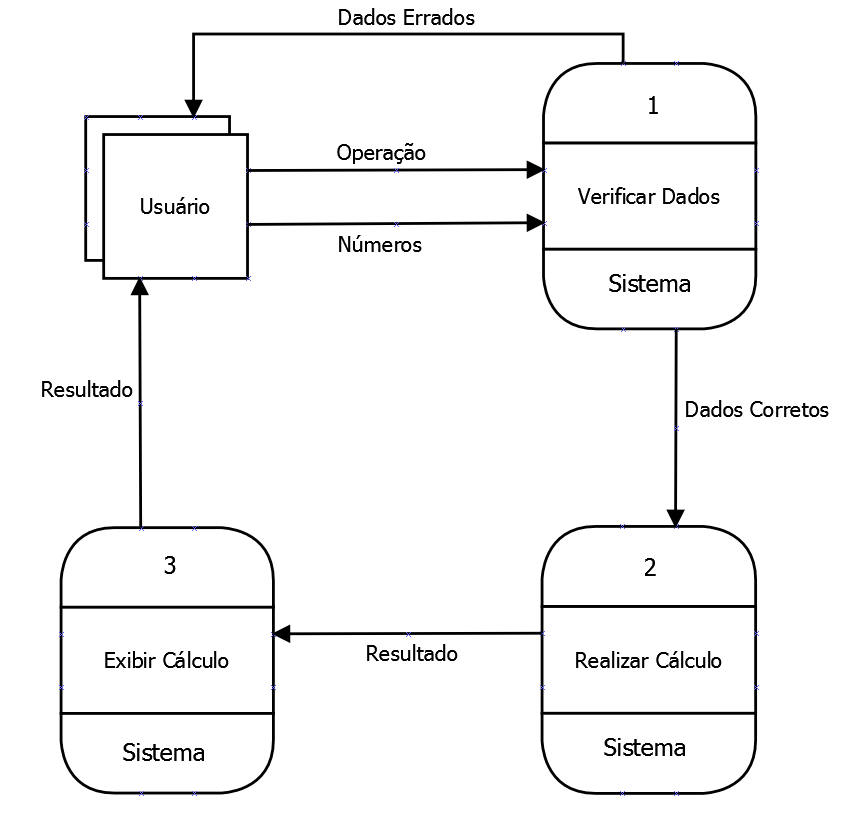 Dados Errados
1
Operação
Verificar Dados
Usuário
Números
Sistema
Resultado
Dados Corretos
3
2
Exibir Cálculo
Resultado
Realizar Cálculo
Sistema
Sistema